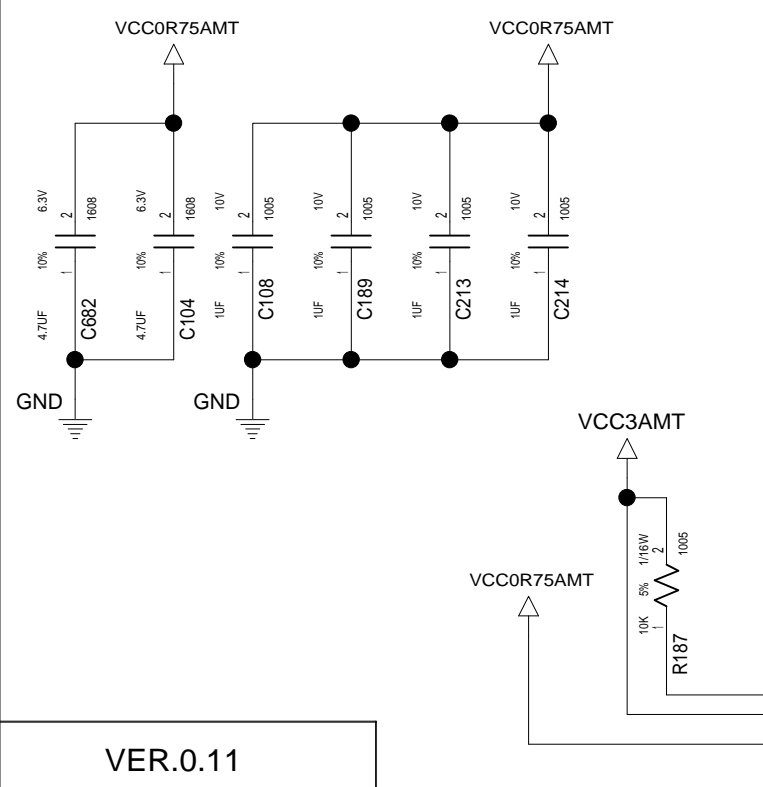 VCC0R75AMT
VCC0R75AMT
6.3V
2
1608
10%
1
4.7UF
C682
6.3V
2
1608
10%
1
4.7UF
C104
10V
2
1005
10%
1
1UF
C108
10V
2
1005
10%
1
1UF
C189
10V
2
1005
10%
1
1UF
C213
10V
2
1005
10%
1
1UF
C214
GND
GND
VCC3AMT
1/16W
2
1005
5%
10K
1
R187
VCC0R75AMT
VER.0.11